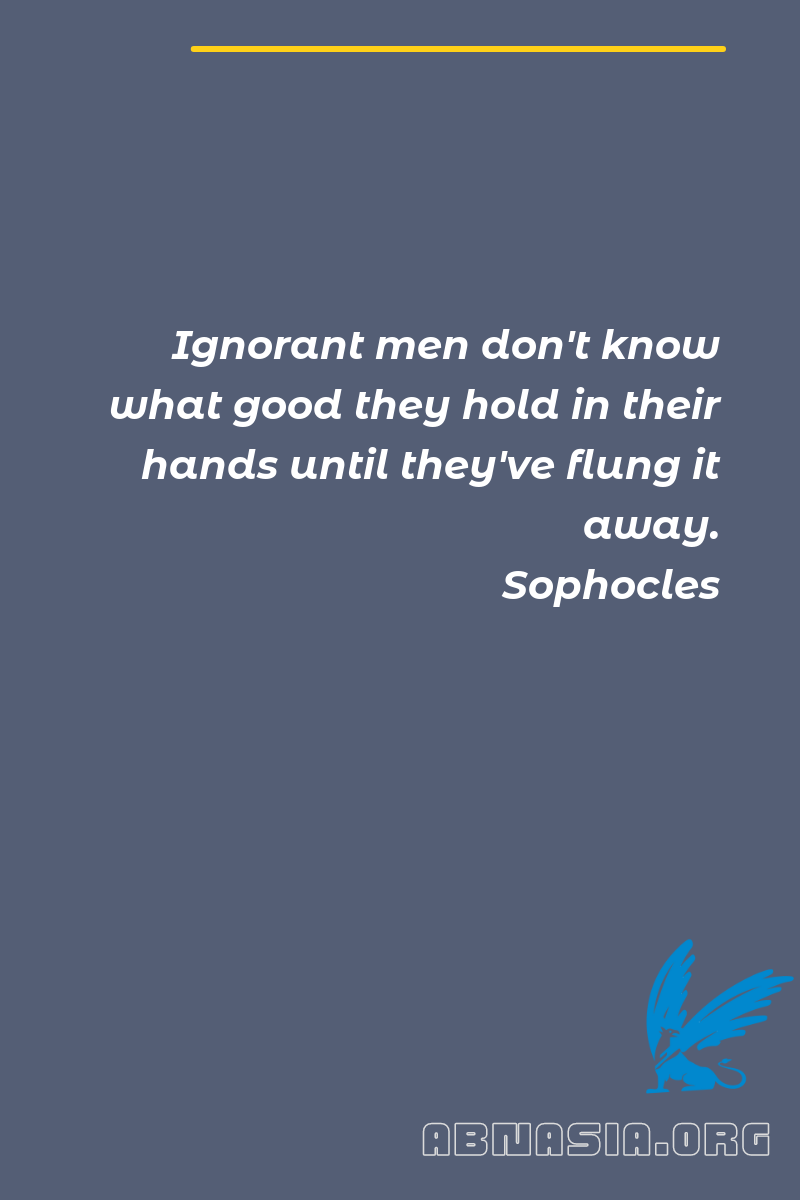 Ignorant men don't know
what good they hold in their
hands until they've flung it
away.
Sophocles
ABNASIA.ORG